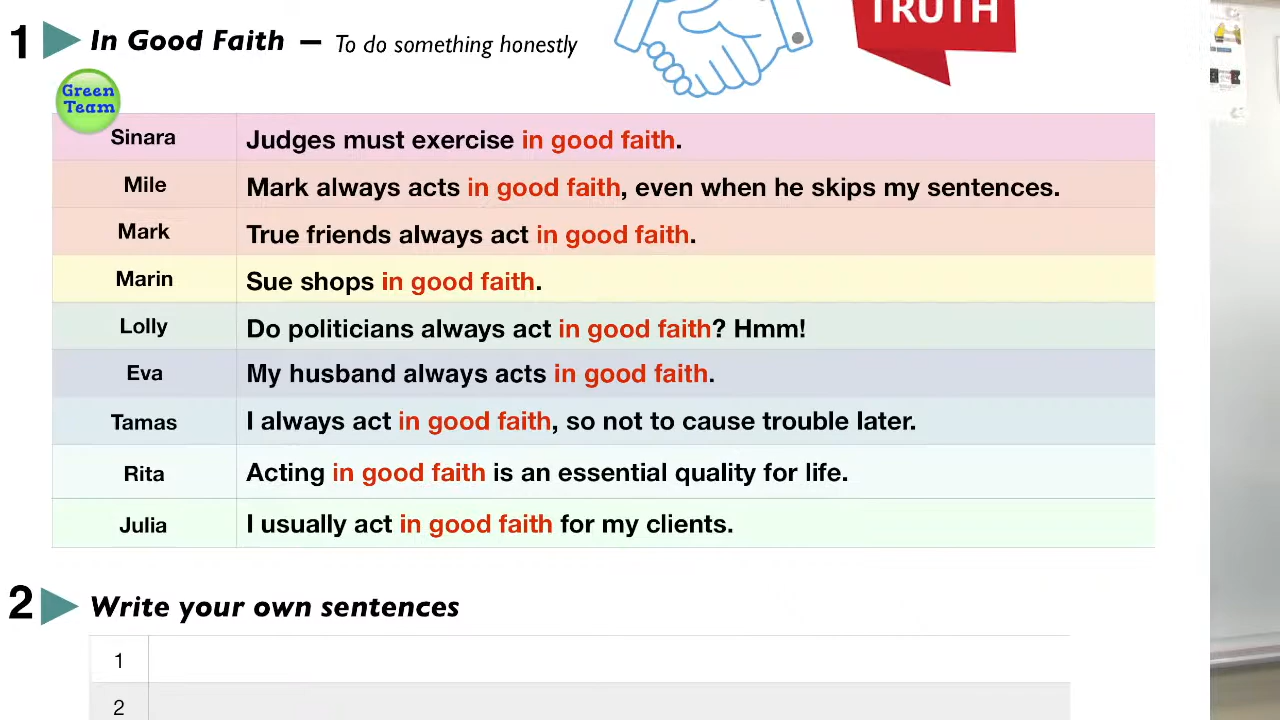 TRUTH
1 In Good Faith – To do something honestly
Green
Team
Sinara Judges must exercise in good faith.
Mile Mark always acts in good faith, even when he skips my sentences.
Mark True friends always act in good faith.
Marin Sue shops in good faith.
Lolly Do politicians always act in good faith? Hmm!
Eva My husband always acts in good faith.
Tamas I always act in good faith, so not to cause trouble later.
Rita Acting in good faith is an essential quality for life.
Julia I usually act in good faith for my clients.
2 Write your own sentences
1
2